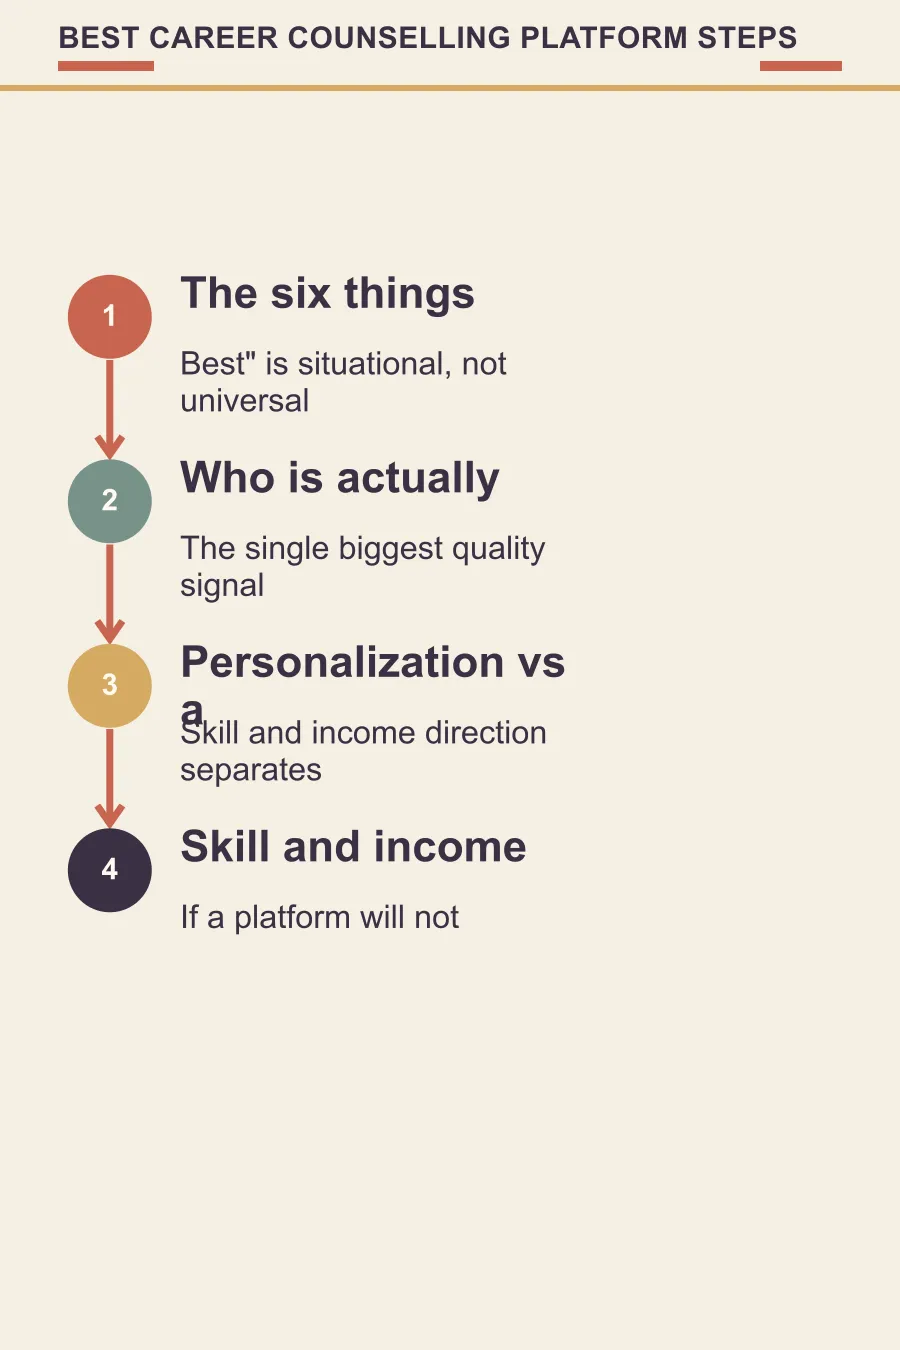 BEST CAREER COUNSELLING PLATFORM STEPS
1
The six things
Best" is situational, not
universal
2
Who is actually
The single biggest quality
signal
3
Personalization vs
a
Skill and income direction
separates
4
Skill and income
If a platform will not